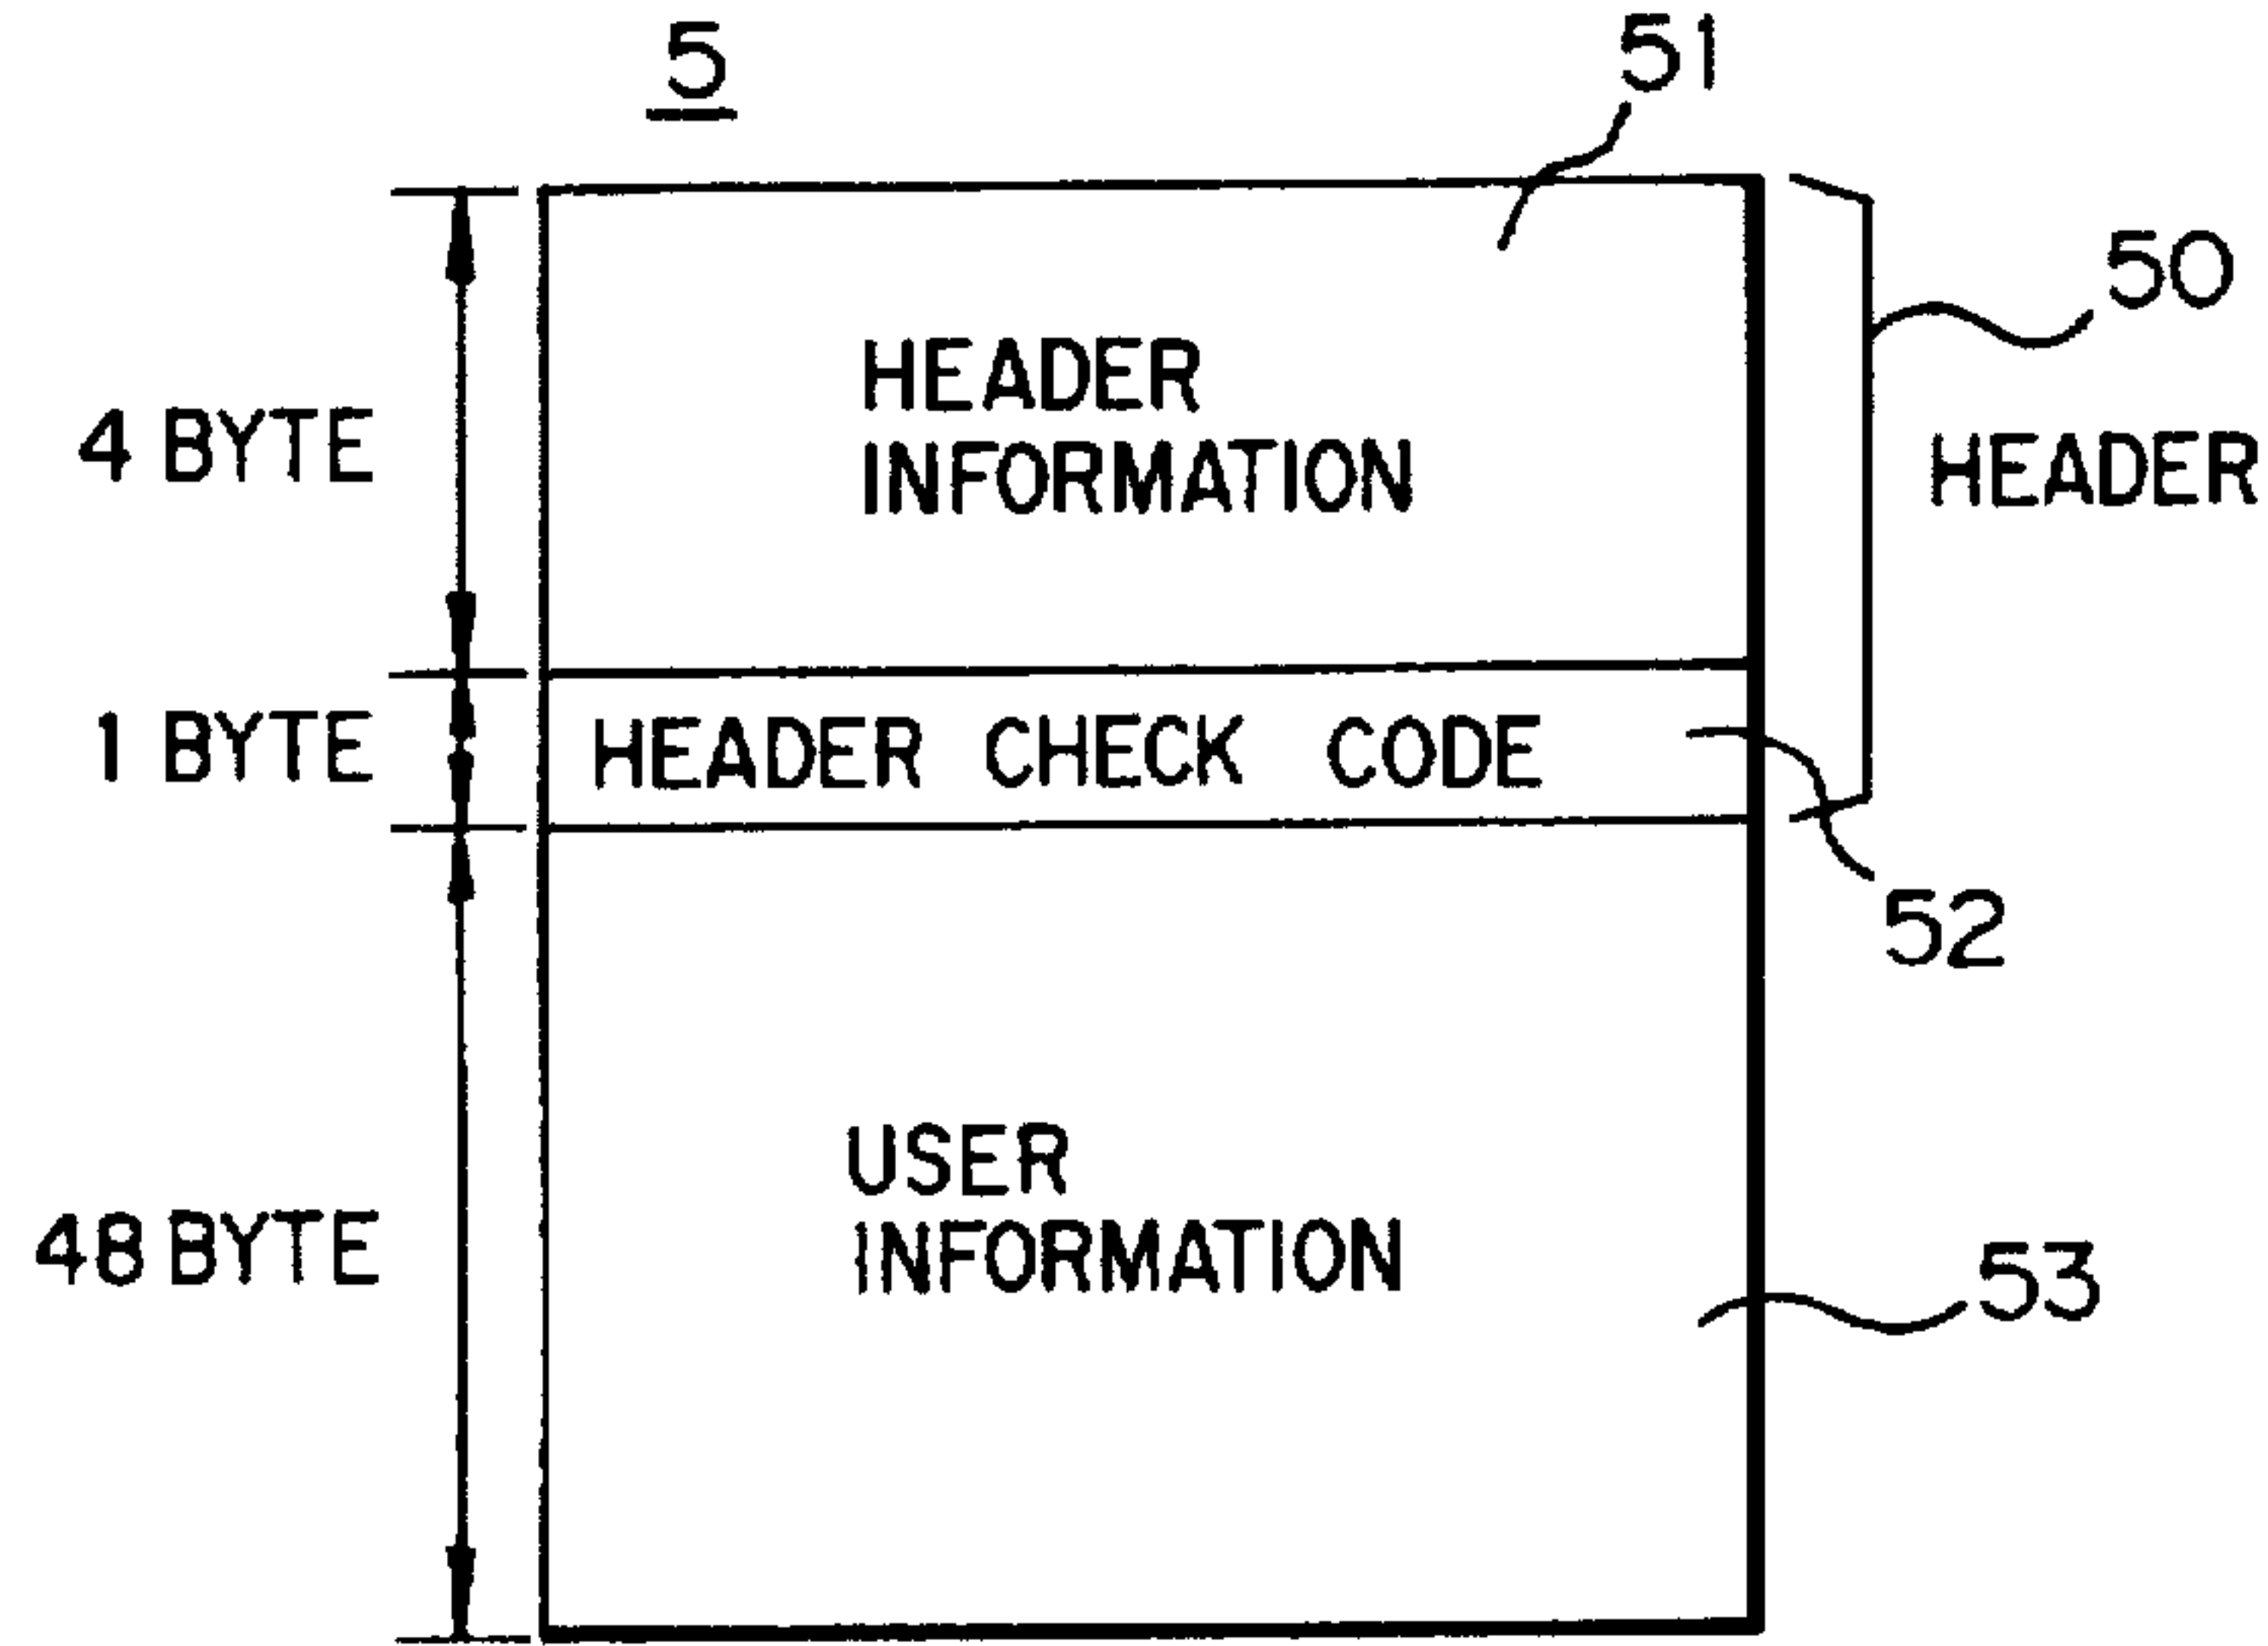 5
51
50
HEADER
HEADER
INFORMATION
4 BYTE
1 BYTE
HEADER CHECK CODE
52
USER
INFORMATION
48 BYTE
53